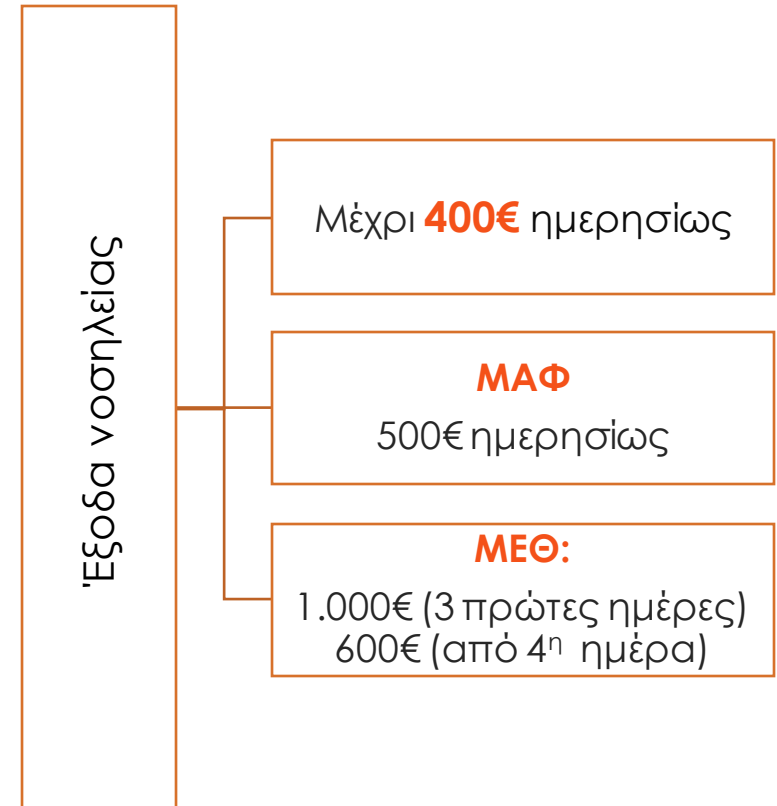 Έξοδα νοσηλείας
Μέχρι 400€ ημερησίως
ΜΑΦ
500€ ημερησίως
ΜΕΘ:
1.000€ (3 πρώτες ημέρες)
600€ (από 4η ημέρα)